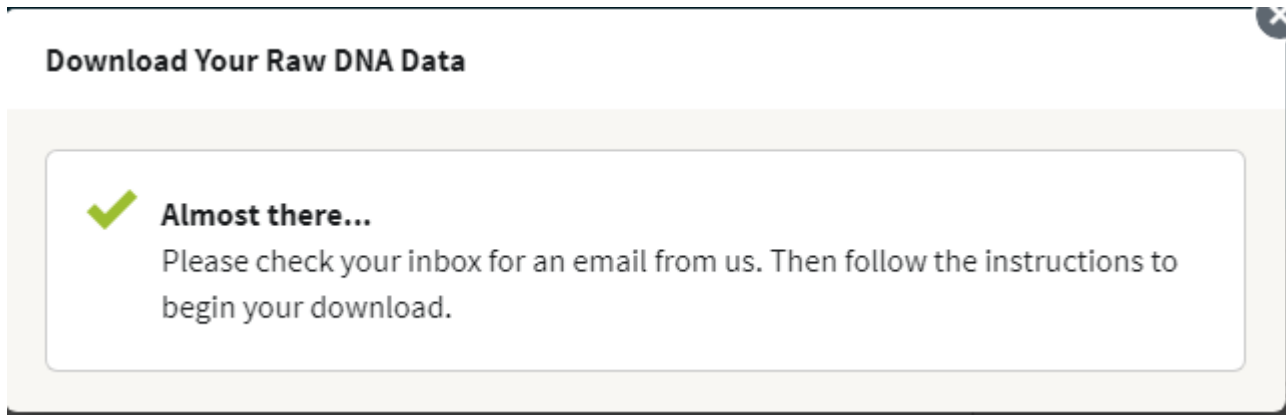 Download Your Raw DNA Data
Almost there...
Please check your inbox for an email from us. Then follow the instructions to
begin your download.